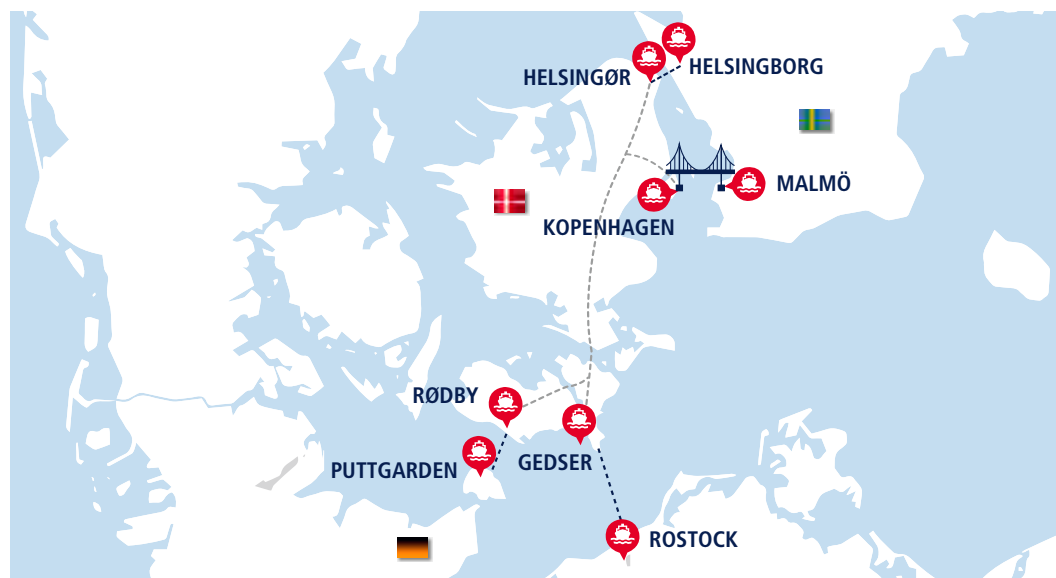 HELSINGØR
HELSINGBORG
MALMÖ
KOPENHAGEN
RØDBY
PUTTGARDEN
GEDSER
ROSTOCK